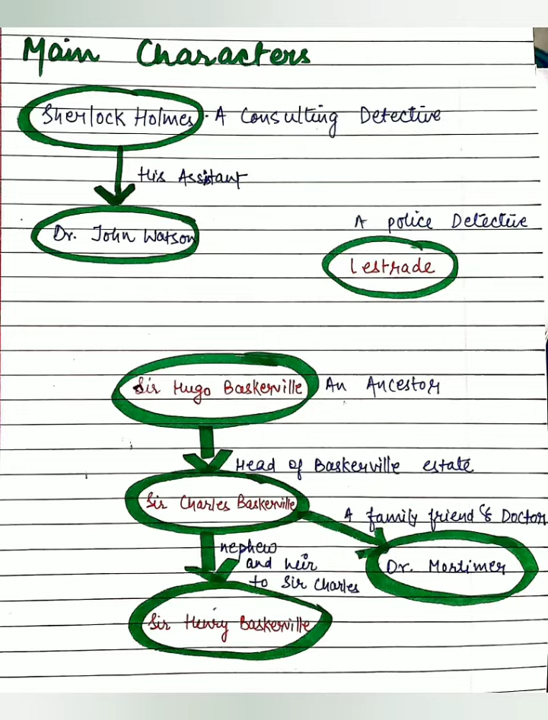 Main Characters
Sherlock Holmes. A Consulting Detective
His Assistant
Dr. John Watson
A police Detective
Lestrade
Sir Hugo Baskerville An Ancestor
Head of Baskerville estate
Sir Charles Baskerville
A family friend & Doctor
nephew
and heir
to Sir Charles
Dr. Mortimer
Sir Henry Baskerville